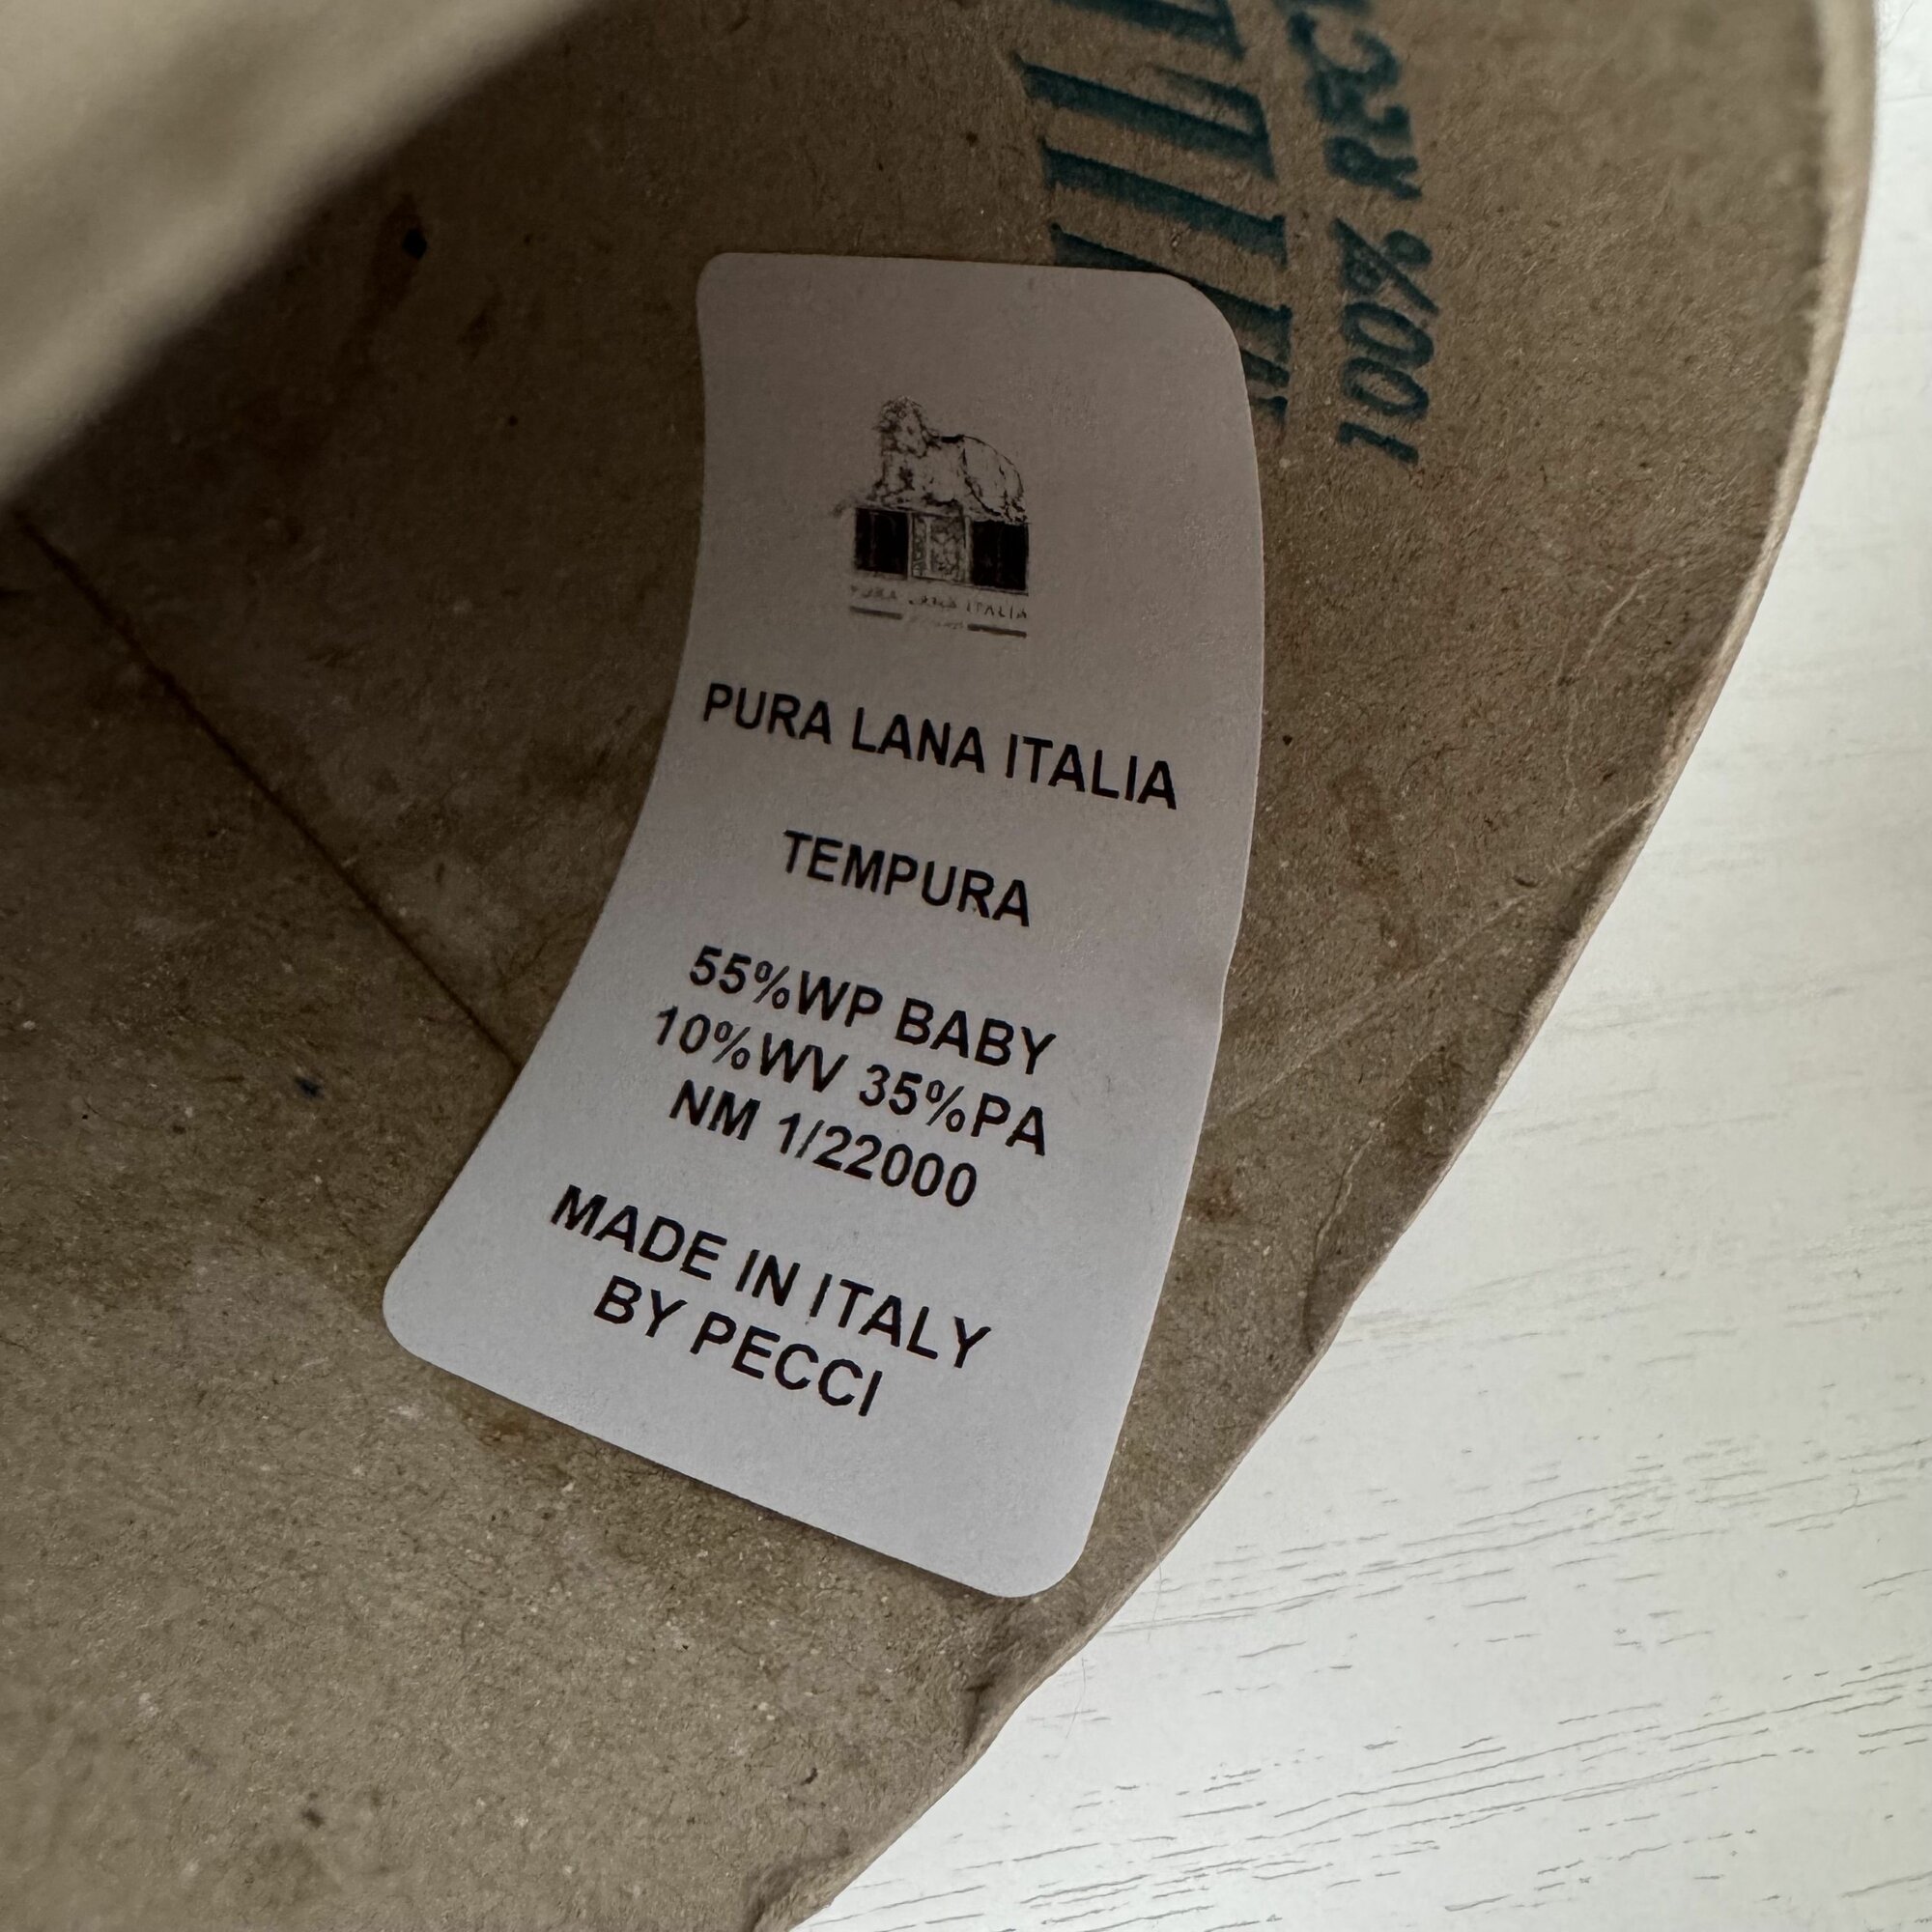 PURA LANA ITALIA
PURA LANA ITALIA
TEMPURA
55%WP BABY
10%WV 35%PA
NM 1/22000
MADE IN ITALY
BY PECCI
100%